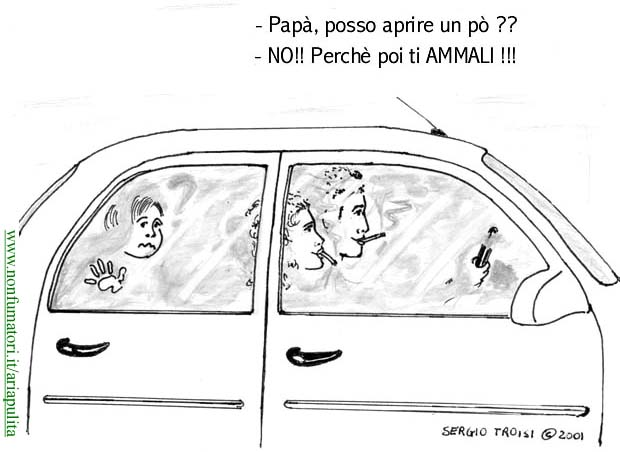 - Papà, posso aprire un pò ??
- NO!! Perchè poi ti AMMALI !!!
www.nonfumatori.it/ariapulita
SERGIO TROISI © 2001